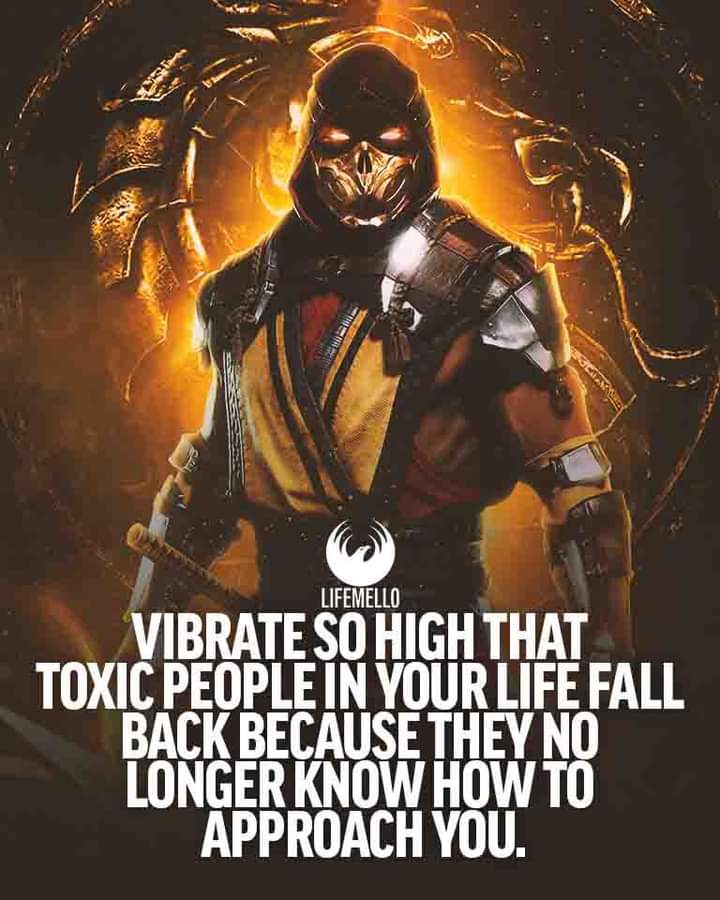 LIFEMELLO
VIBRATE SO HIGH THAT
TOXIC PEOPLE IN YOUR LIFE FALL
BACK BECAUSE THEY NO
LONGER KNOW HOW TO
APPROACH YOU.